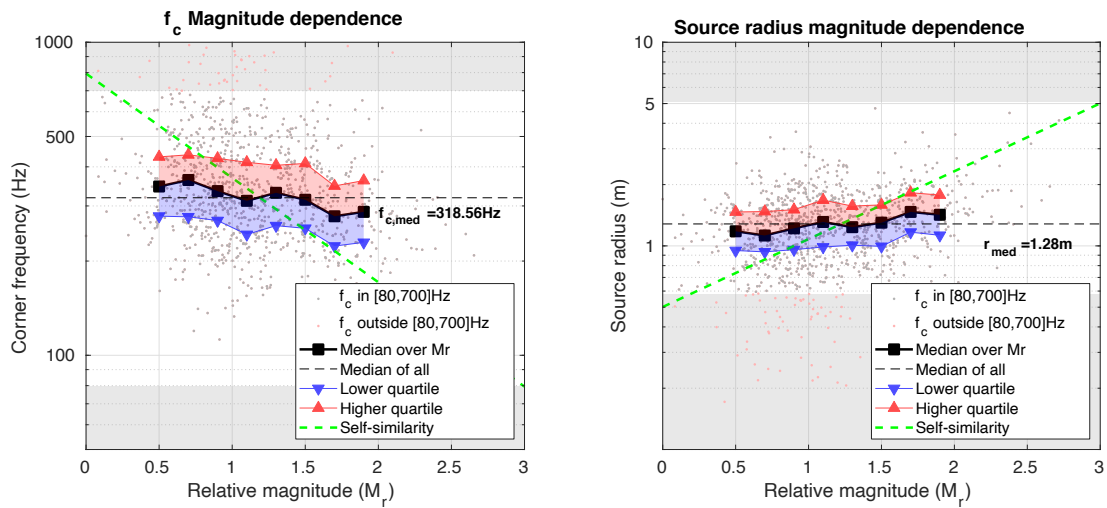 f_c Magnitude dependence
1000
500
100
Corner frequency (Hz)
f_c,med =318.56Hz
f_c in [80,700]Hz
f_c outside [80,700]Hz
Median over Mr
Median of all
Lower quartile
Higher quartile
Self-similarity
0 0.5 1 1.5 2 2.5 3
Relative magnitude (M_r)
Source radius magnitude dependence
10
5
1
Source radius (m)
r_med =1.28m
f_c in [80,700]Hz
f_c outside [80,700]Hz
Median over Mr
Median of all
Lower quartile
Higher quartile
Self-similarity
0 0.5 1 1.5 2 2.5 3
Relative magnitude (M_r)